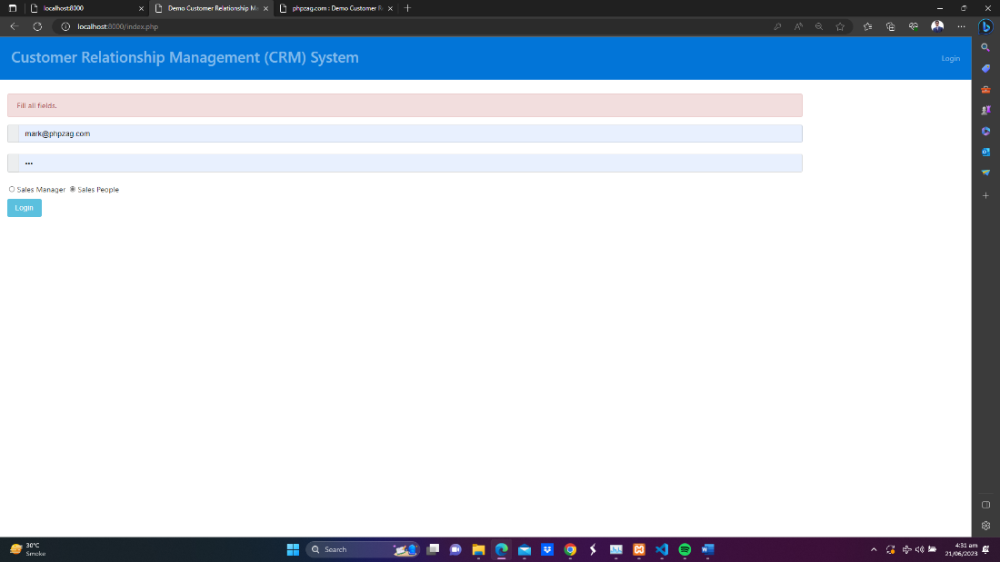 localhost:8000
Demo Customer Relationship Ma
phpzag.com : Demo Customer R
localhost:8000/index.php
Customer Relationship Management (CRM) System
Login
Fill all fields.
mark@phpzag.com
•••
Sales Manager
Sales People
Login
30°C
Smoke
Search
4:31 am
21/06/2023